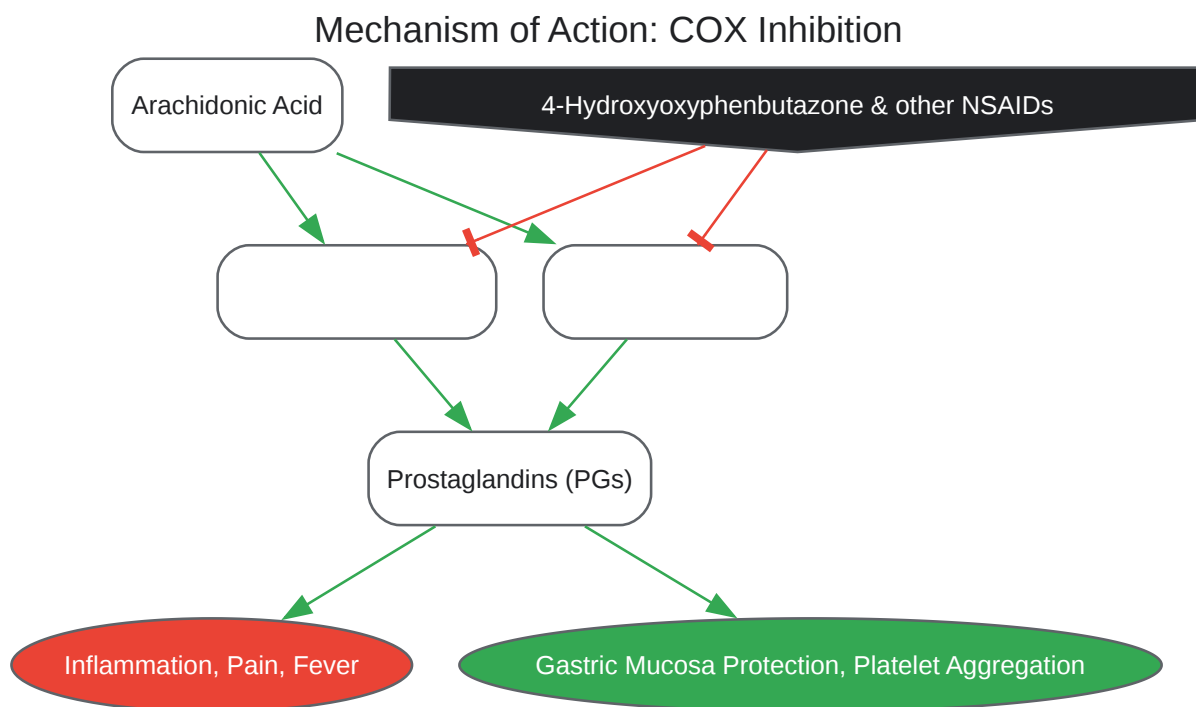 Mechanism of Action: COX Inhibition
Arachidonic Acid
4-Hydroxyoxyphenbutazone & other NSAIDs
Prostaglandins (PGs)
Inflammation, Pain, Fever
Gastric Mucosa Protection, Platelet Aggregation